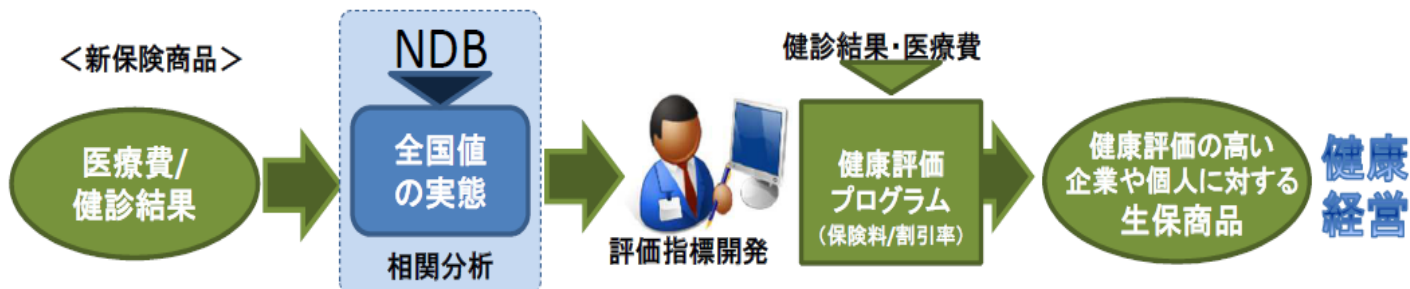 <新保険商品>
医療費/
健診結果
NDB
全国値
の実態
相関分析
評価指標開発
健診結果・医療費
健康評価
プログラム
(保険料/割引率)
健康評価の高い
企業や個人に対する
生保商品
健康
経営